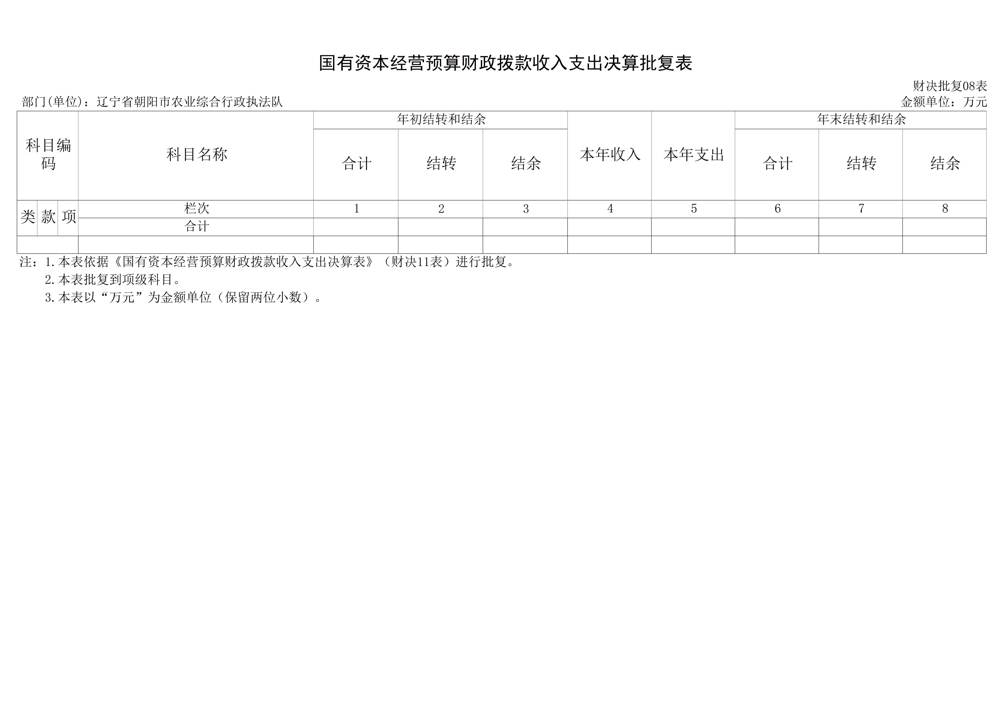 国有资本经营预算财政拨款收入支出决算批复表
财决批复08表
部门(单位)：辽宁省朝阳市农业综合行政执法队 金额单位：万元
科目编码 科目名称 年初结转和结余 本年收入 本年支出 年末结转和结余
合计 结转 结余 合计 结转 结余
类 款 项 栏次 1 2 3 4 5 6 7 8
合计
注：1.本表依据《国有资本经营预算财政拨款收入支出决算表》（财决11表）进行批复。
2.本表批复到项级科目。
3.本表以“万元”为金额单位（保留两位小数）。